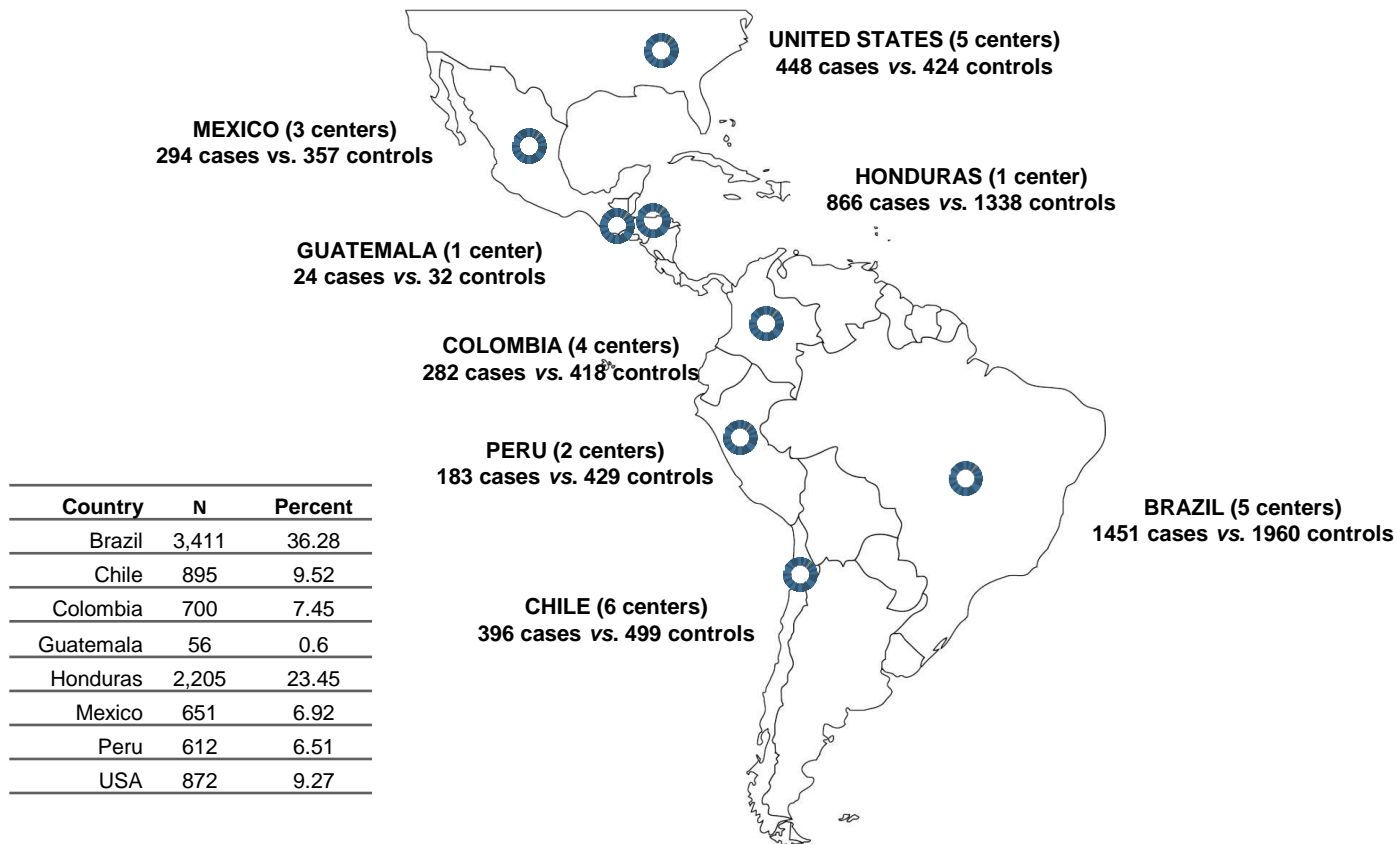 UNITED STATES (5 centers)
448 cases vs. 424 controls
MEXICO (3 centers)
294 cases vs. 357 controls
HONDURAS (1 center)
866 cases vs. 1338 controls
GUATEMALA (1 center)
24 cases vs. 32 controls
COLOMBIA (4 centers)
282 cases vs. 418 controls
PERU (2 centers)
183 cases vs. 429 controls
BRAZIL (5 centers)
1451 cases vs. 1960 controls
CHILE (6 centers)
396 cases vs. 499 controls
Country N Percent
Brazil 3,411 36.28
Chile 895 9.52
Colombia 700 7.45
Guatemala 56 0.6
Honduras 2,205 23.45
Mexico 651 6.92
Peru 612 6.51
USA 872 9.27